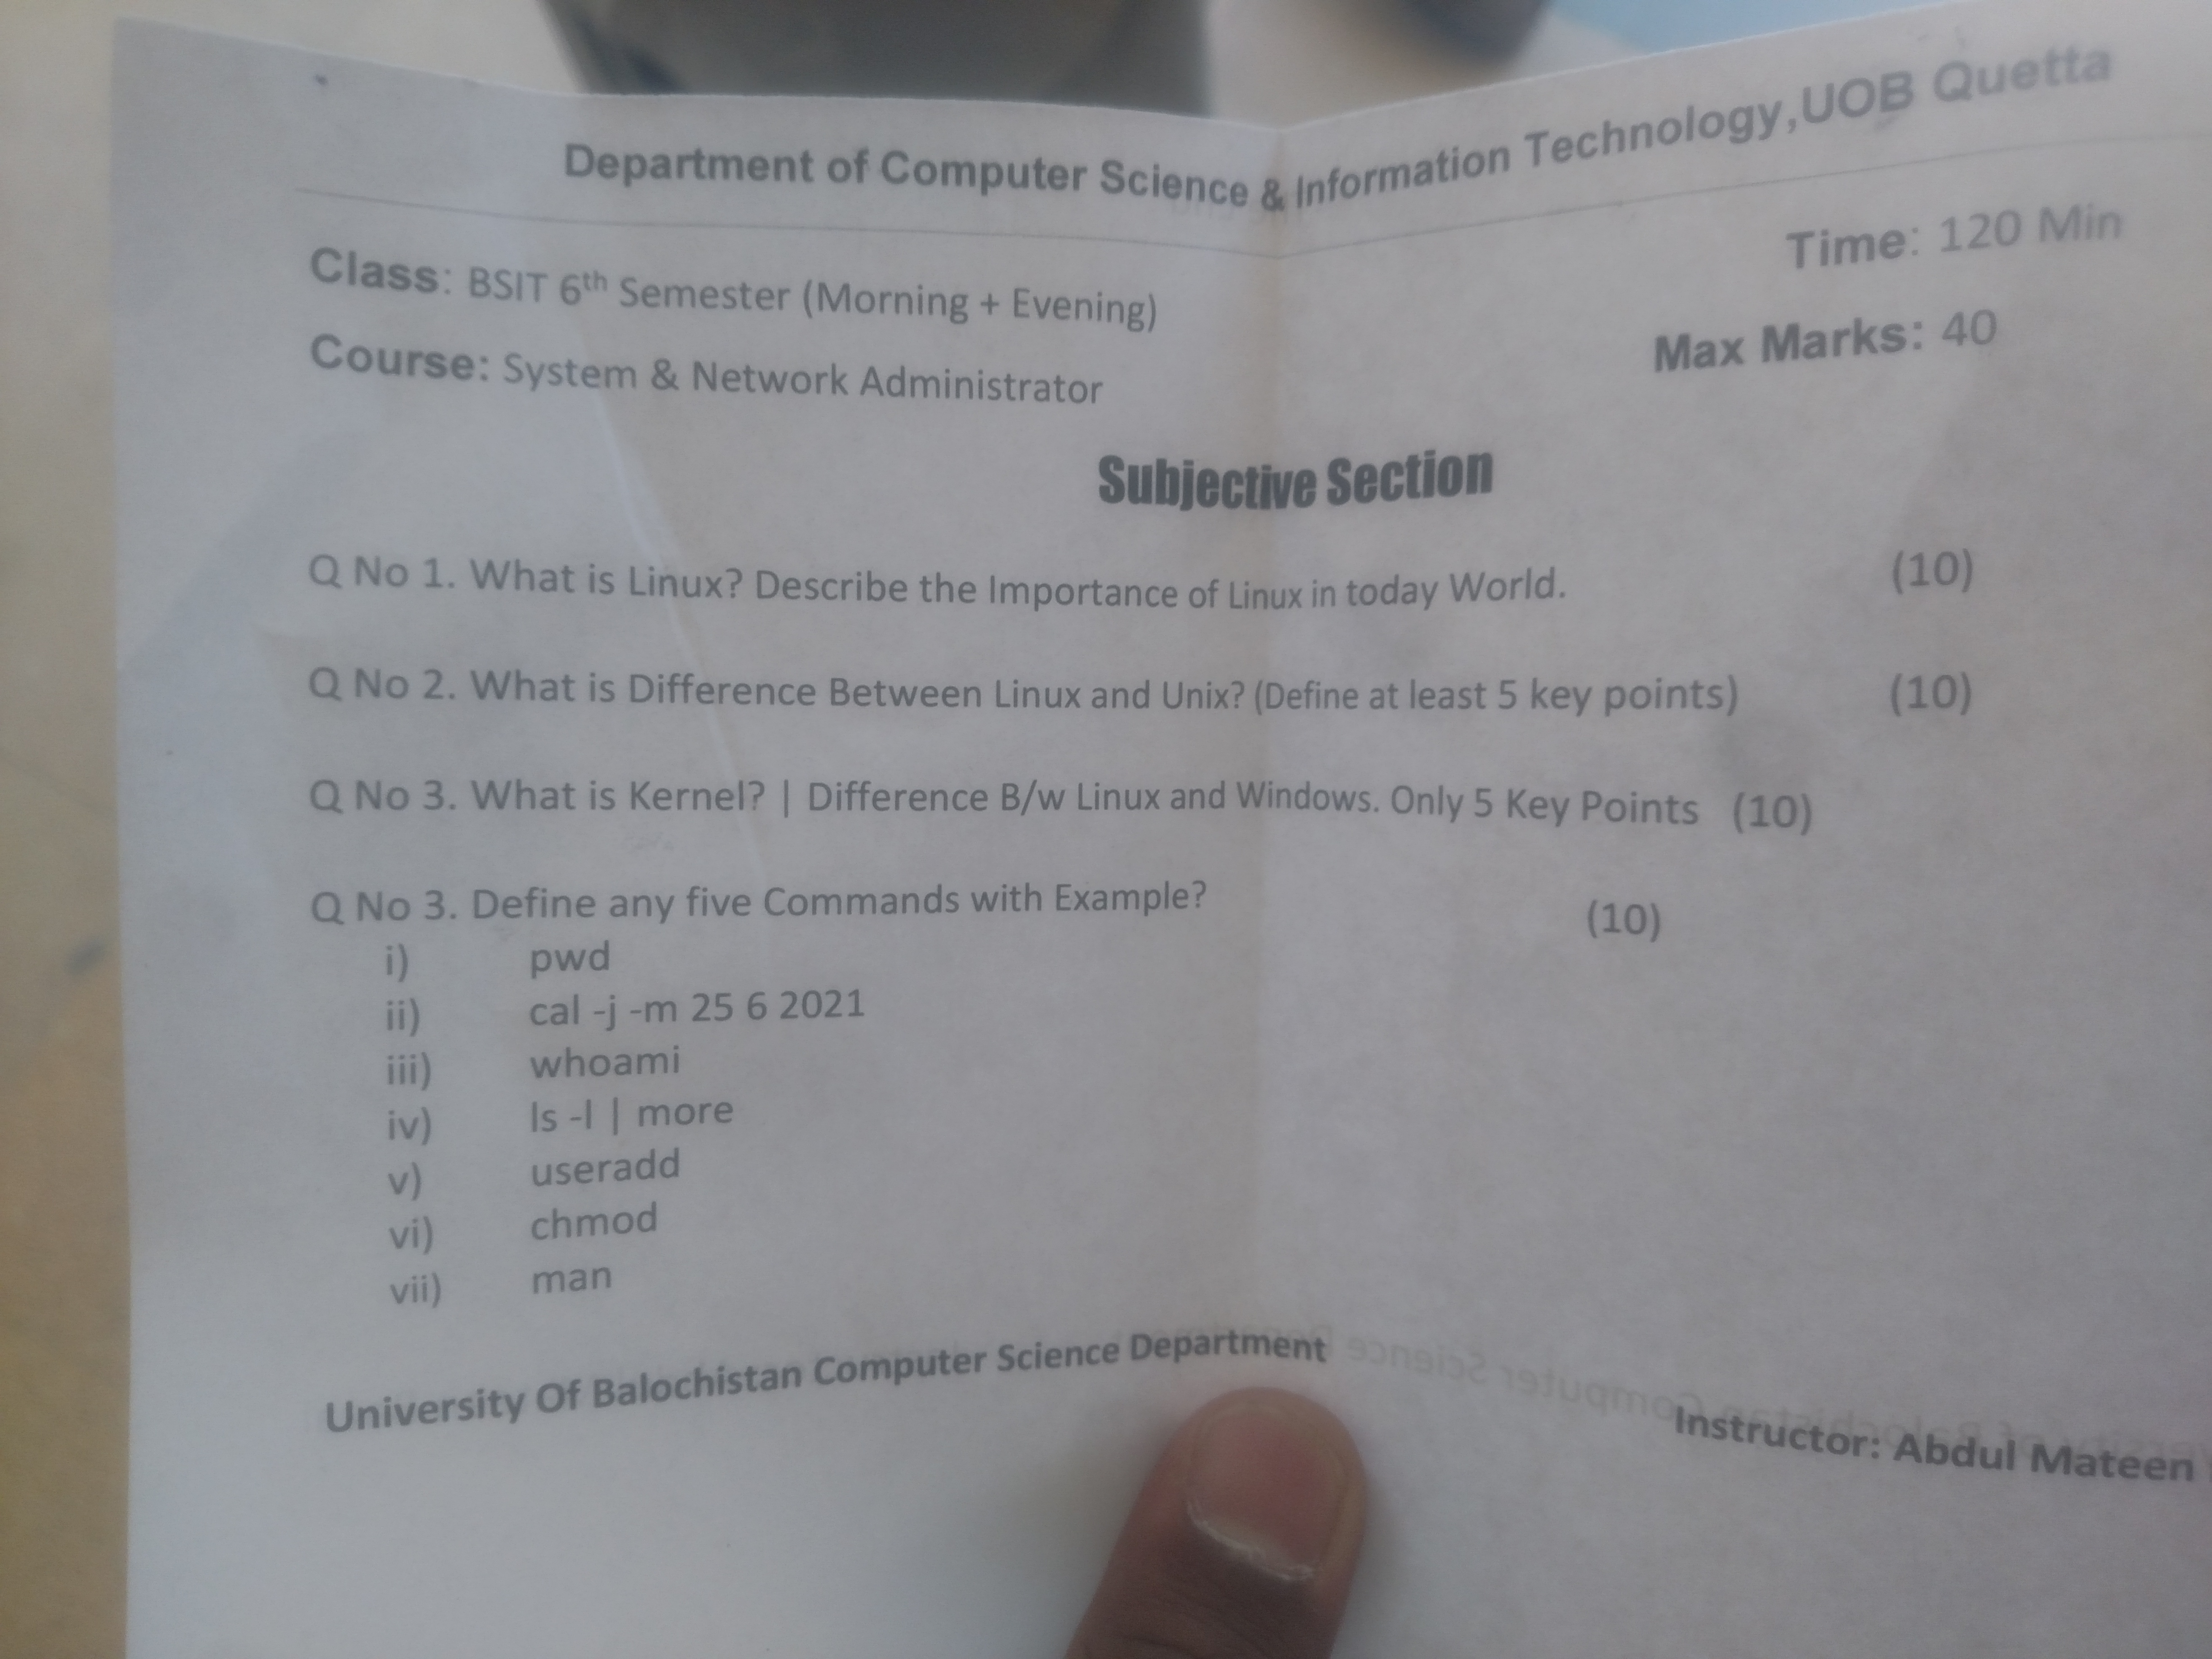 Department of Computer Science & Information Technology,UOB Quetta
Class: BSIT 6th Semester (Morning + Evening) Time: 120 Min
Course: System & Network Administrator Max Marks: 40
Subjective Section
Q No 1. What is Linux? Describe the Importance of Linux in today World. (10)
Q No 2. What is Difference Between Linux and Unix? (Define at least 5 key points) (10)
Q No 3. What is Kernel? | Difference B/w Linux and Windows. Only 5 Key Points (10)
Q No 3. Define any five Commands with Example? (10)
i) pwd
ii) cal -j -m 25 6 2021
iii) whoami
iv) ls -l | more
v) useradd
vi) chmod
vii) man
University Of Balochistan Computer Science Department
Instructor: Abdul Mateen